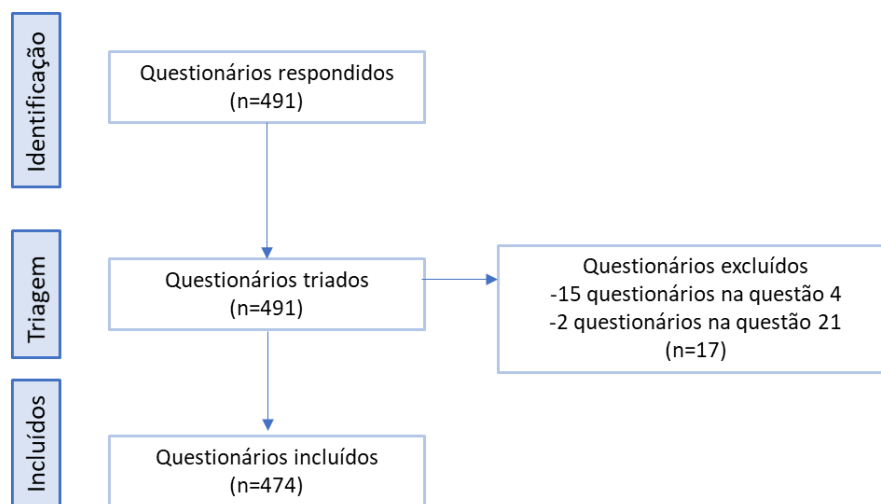 Identificação
Questionários respondidos
(n=491)
Triagem
Questionários triados
(n=491)
Questionários excluídos
-15 questionários na questão 4
-2 questionários na questão 21
(n=17)
Incluídos
Questionários incluídos
(n=474)